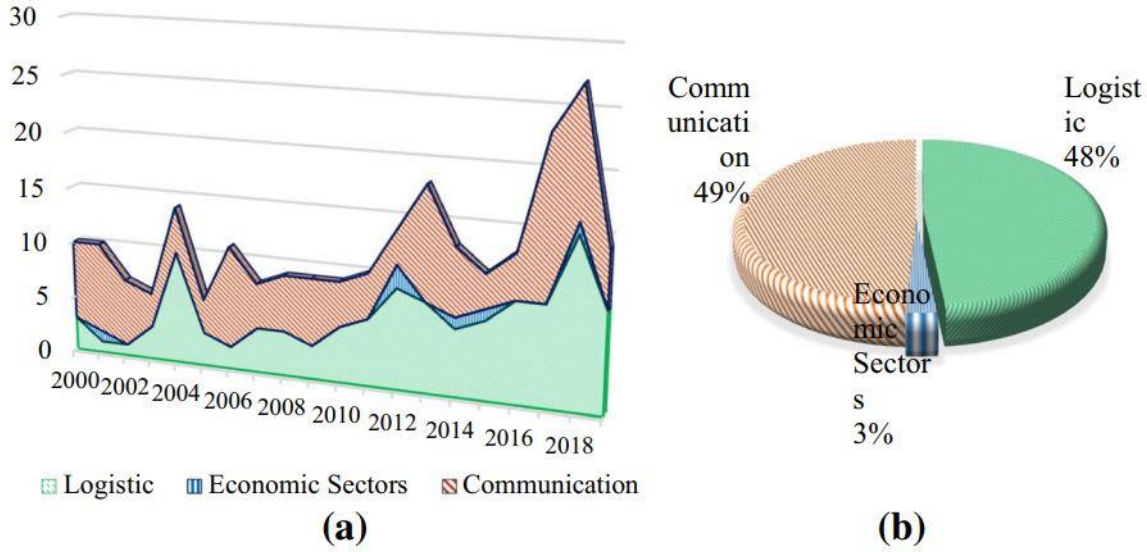 30
25
20
15
10
5
0
2000 2002 2004 2006 2008 2010 2012 2014 2016 2018
Logistic Economic Sectors Communication
(a)
Comm
unicati
on
49%
Logist
ic
48%
Econo
mic
Sector
s
3%
(b)